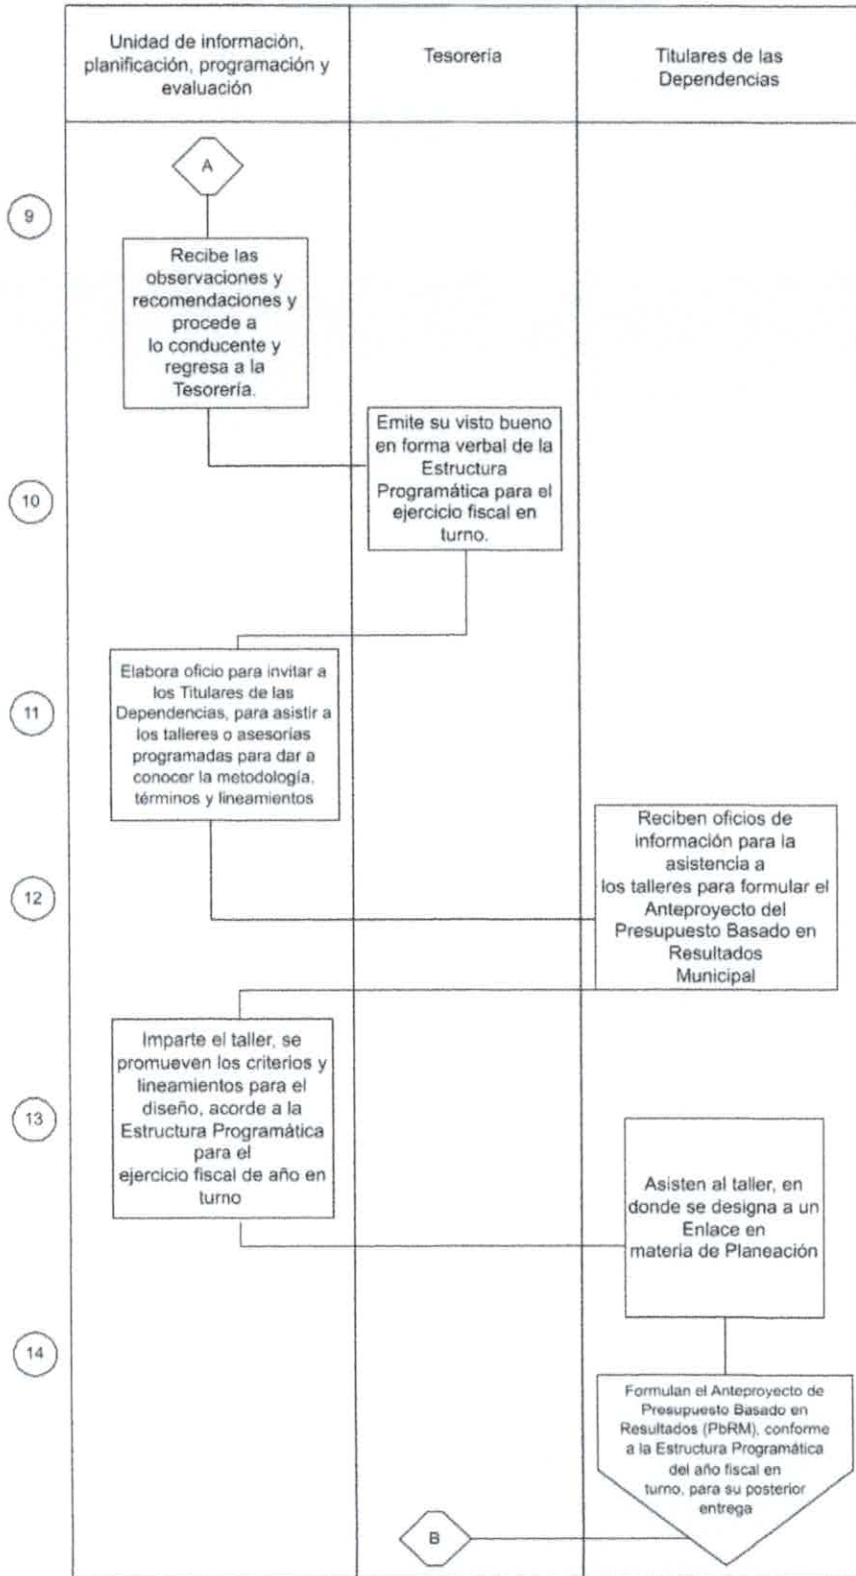 Unidad de información,
planificación, programación y
evaluación
Tesorería
Titulares de las
Dependencias
A
9
Recibe las
observaciones y
recomendaciones y
procede a
lo conducente y
regresa a la
Tesorería.
Emite su visto bueno
en forma verbal de la
Estructura
Programática para el
ejercicio fiscal en
turno.
10
Elabora oficio para invitar a
los Titulares de las
Dependencias, para asistir a
los talleres o asesorías
programadas para dar a
conocer la metodología,
términos y lineamientos
11
Reciben oficios de
información para la
asistencia a
los talleres para formular el
Anteproyecto del
Presupuesto Basado en
Resultados
Municipal
12
Imparte el taller, se
promueven los criterios y
lineamientos para el
diseño, acorde a la
Estructura Programática
para el
ejercicio fiscal de año en
turno
13
Asisten al taller, en
donde se designa a un
Enlace en
materia de Planeación
14
Formulan el Anteproyecto de
Presupuesto Basado en
Resultados (PbRM), conforme
a la Estructura Programática
del año fiscal en
turno, para su posterior
entrega
B